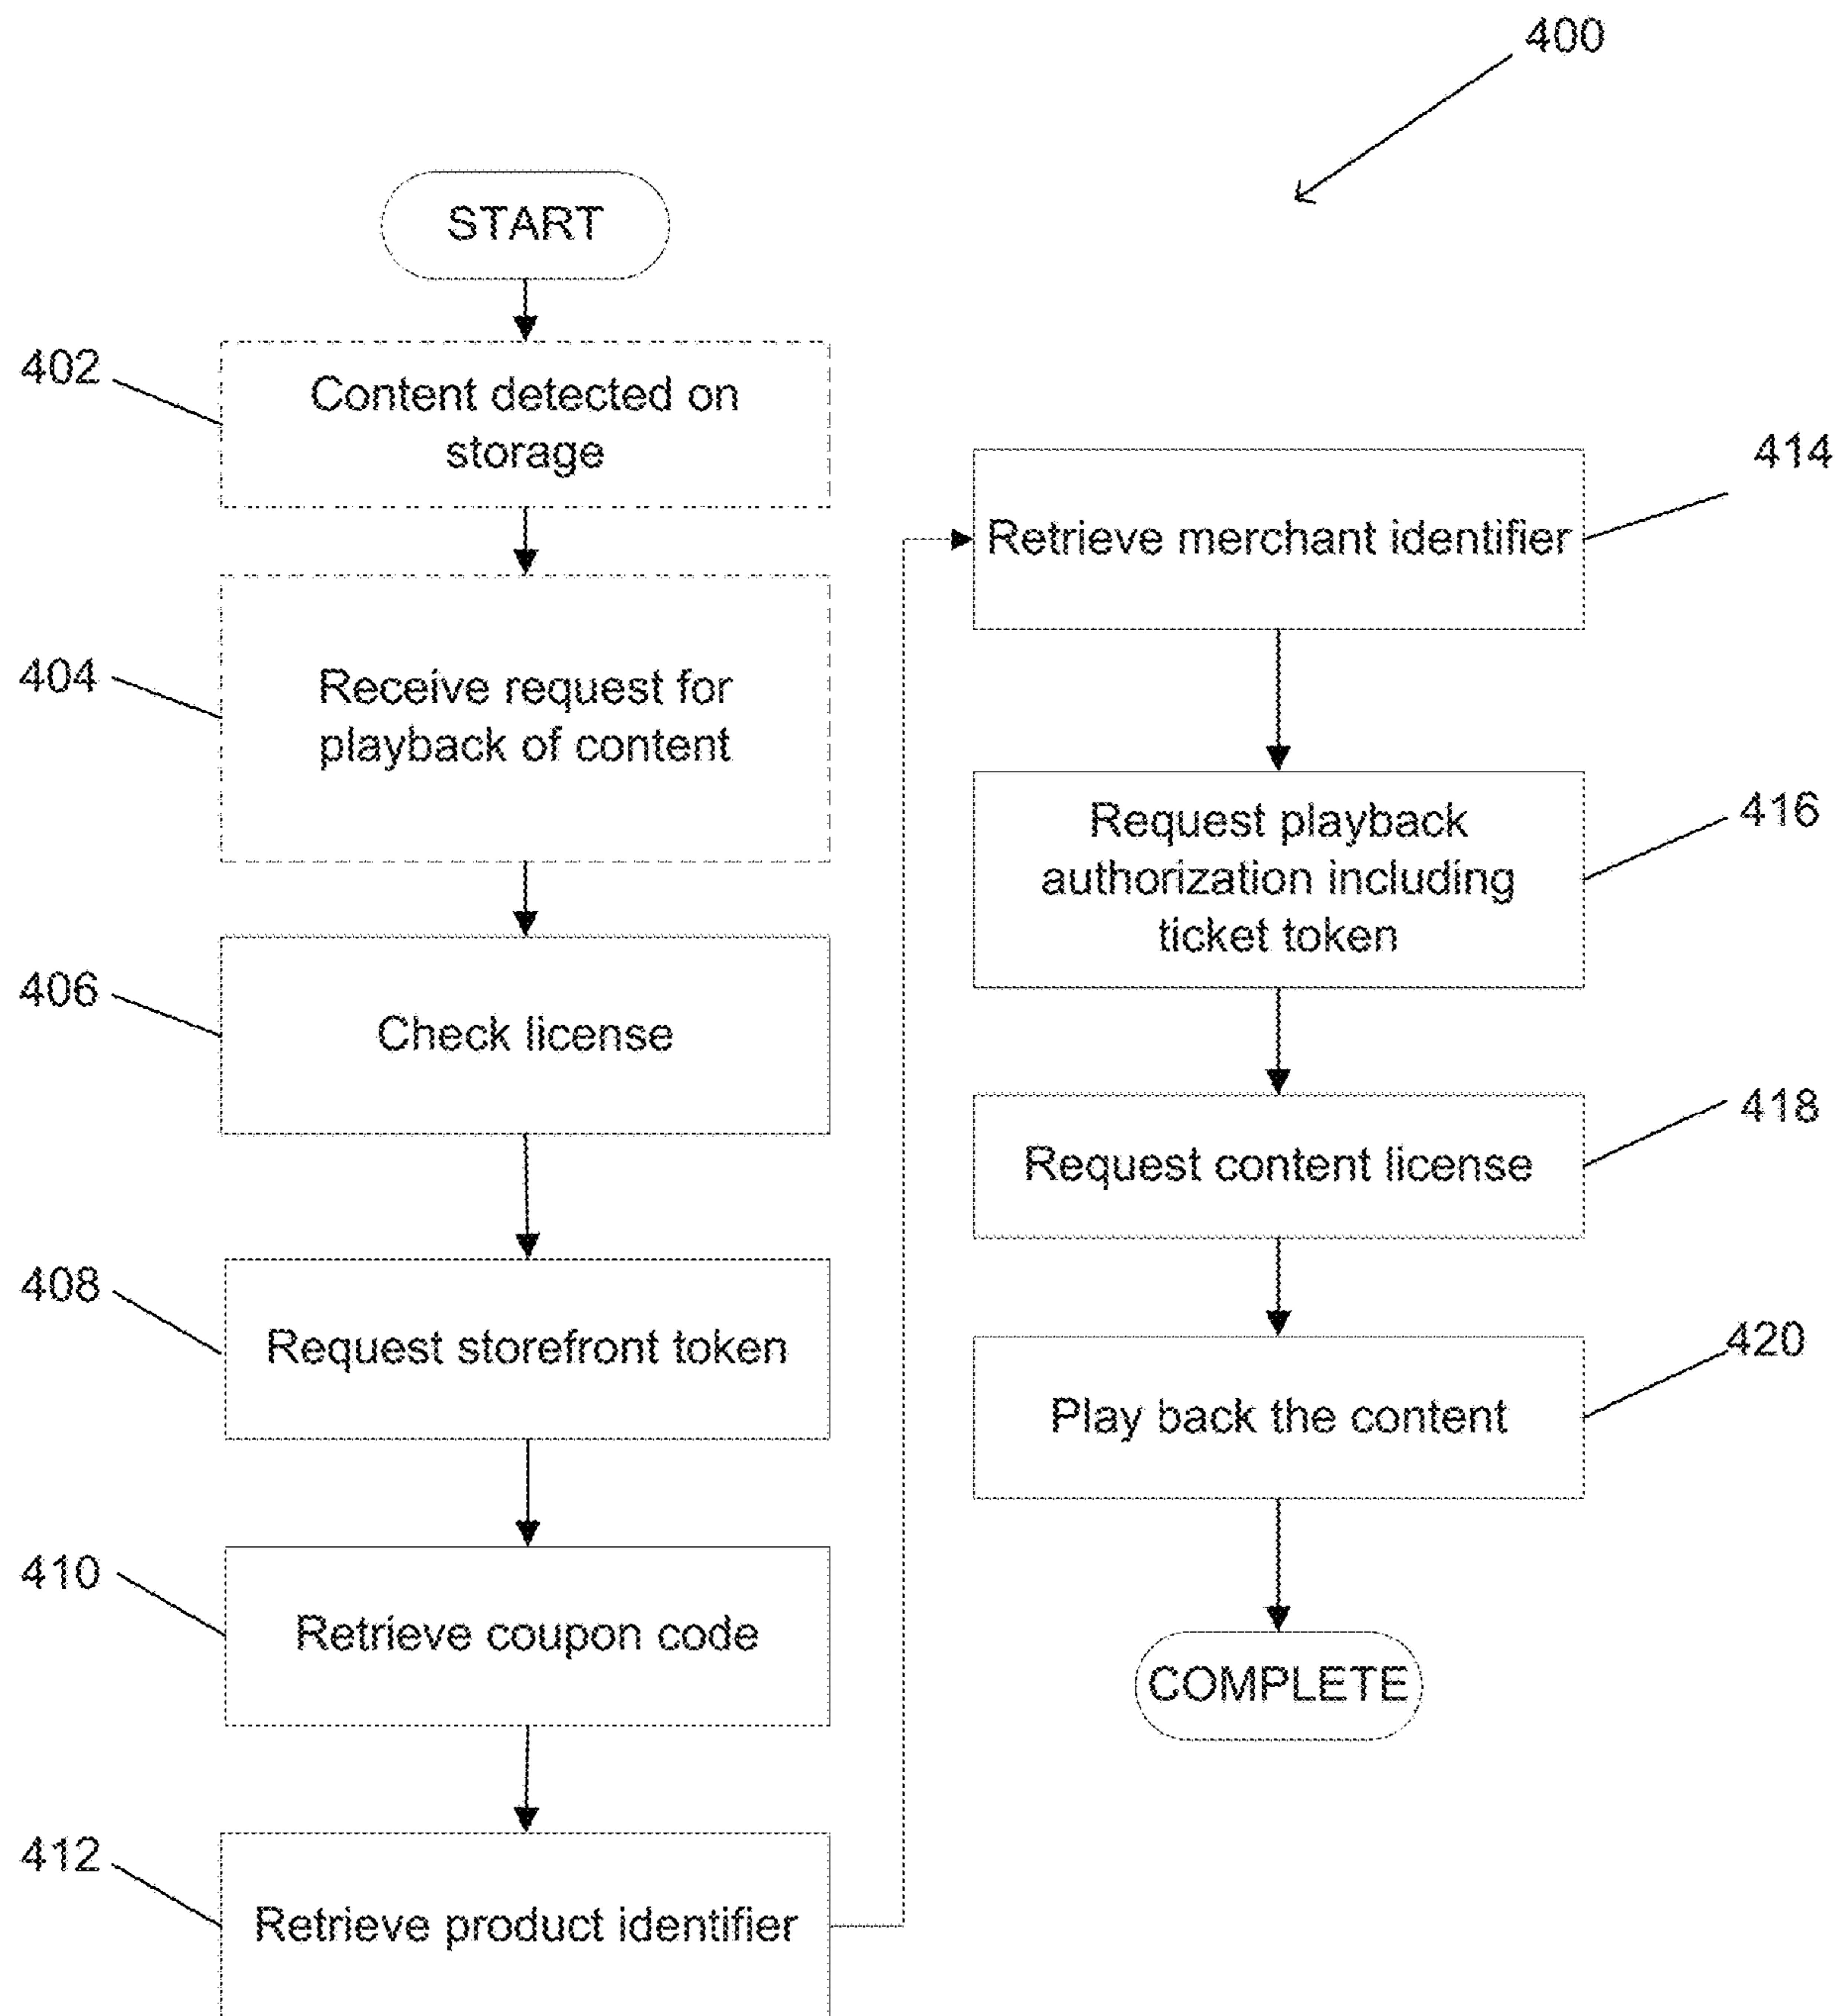 400
START
402
Content detected on
storage
404
Receive request for
playback of content
406
Check license
408
Request storefront token
410
Retrieve coupon code
412
Retrieve product identifier
414
Retrieve merchant identifier
416
Request playback
authorization including
ticket token
418
Request content license
420
Play back the content
COMPLETE